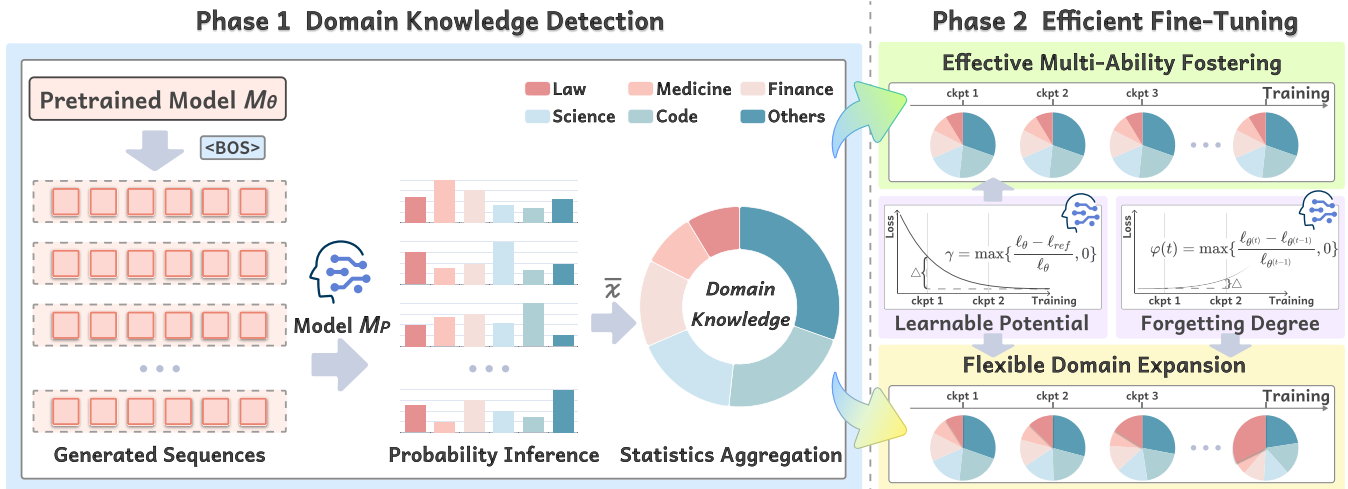 Phase 1 Domain Knowledge Detection
Pretrained Model Mθ
<BOS>
Law
Medicine
Finance
Science
Code
Others
Model MP
x̄
Domain
Knowledge
Generated Sequences
Probability Inference
Statistics Aggregation
Phase 2 Efficient Fine-Tuning
Effective Multi-Ability Fostering
ckpt 1
ckpt 2
ckpt 3
Training
Loss
γ = max{(ℓθ − ℓref)/ℓθ, 0}
△
ckpt 1
ckpt 2
Training
Learnable Potential
Loss
φ(t) = max{(ℓθ(t) − ℓθ(t-1))/ℓθ(t-1), 0}
△
ckpt 1
ckpt 2
Training
Forgetting Degree
Flexible Domain Expansion
ckpt 1
ckpt 2
ckpt 3
Training